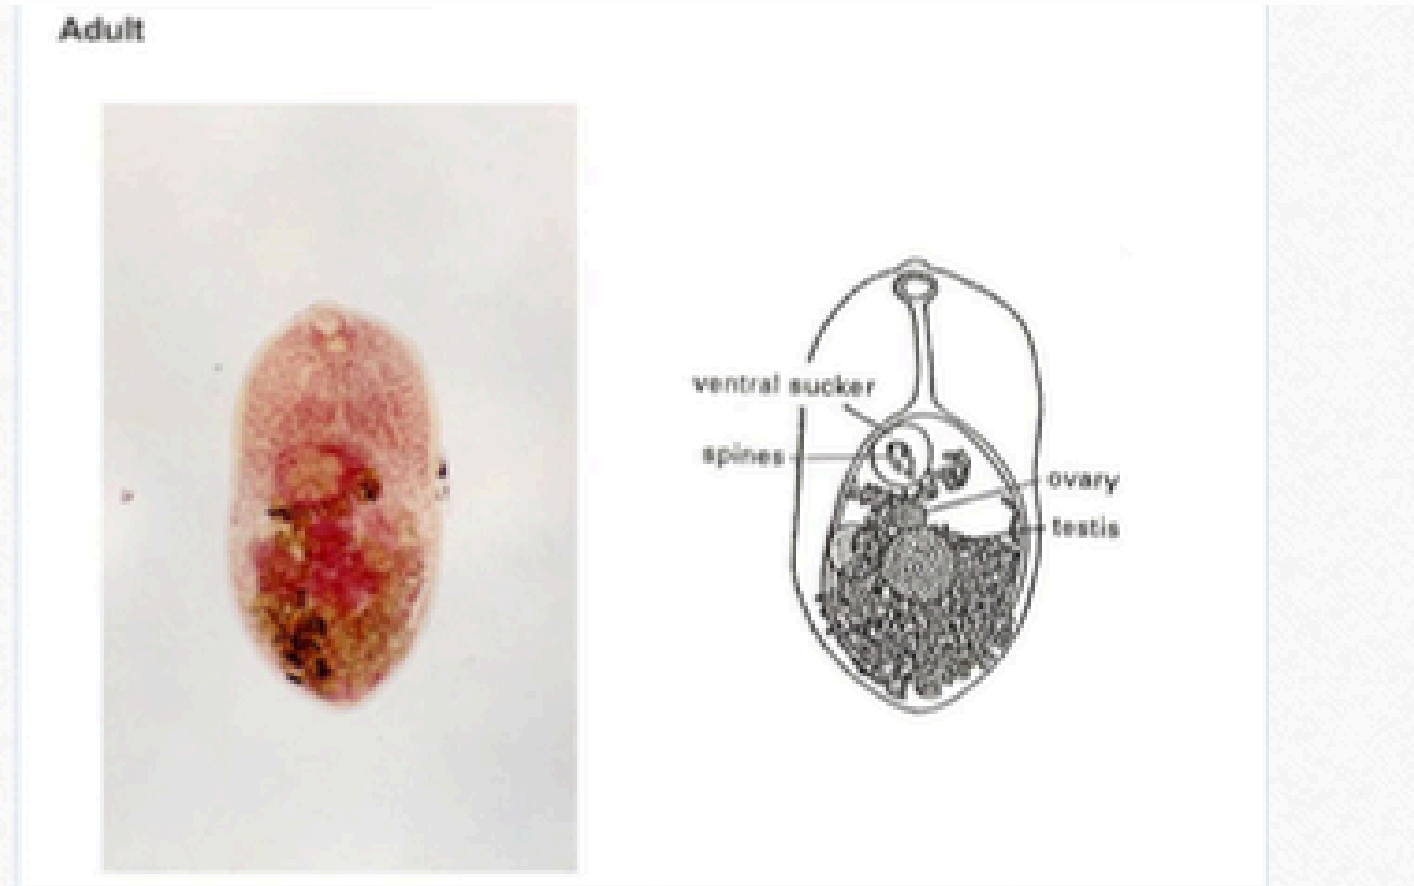 Adult
ventral sucker
spines
ovary
testis